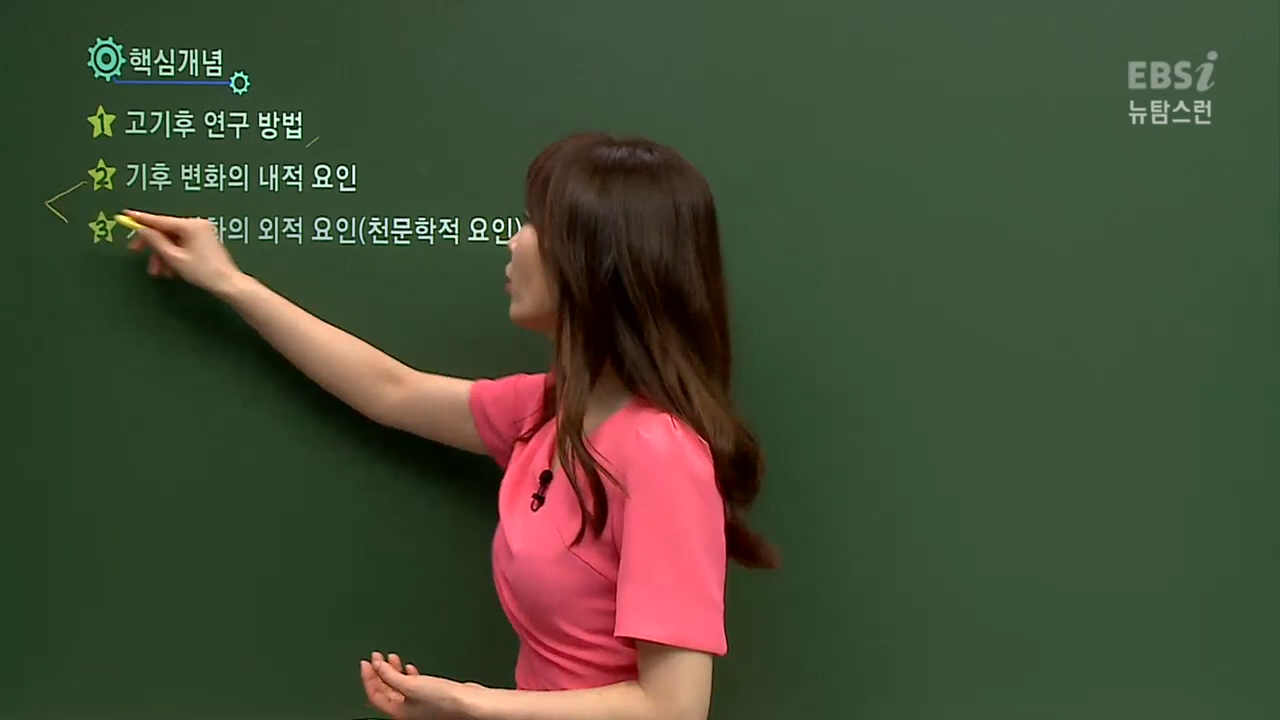 핵심개념
1 고기후 연구 방법
2 기후 변화의 내적 요인
3 의 외적 요인(천문학적 요인)
EBSi
뉴탐스런